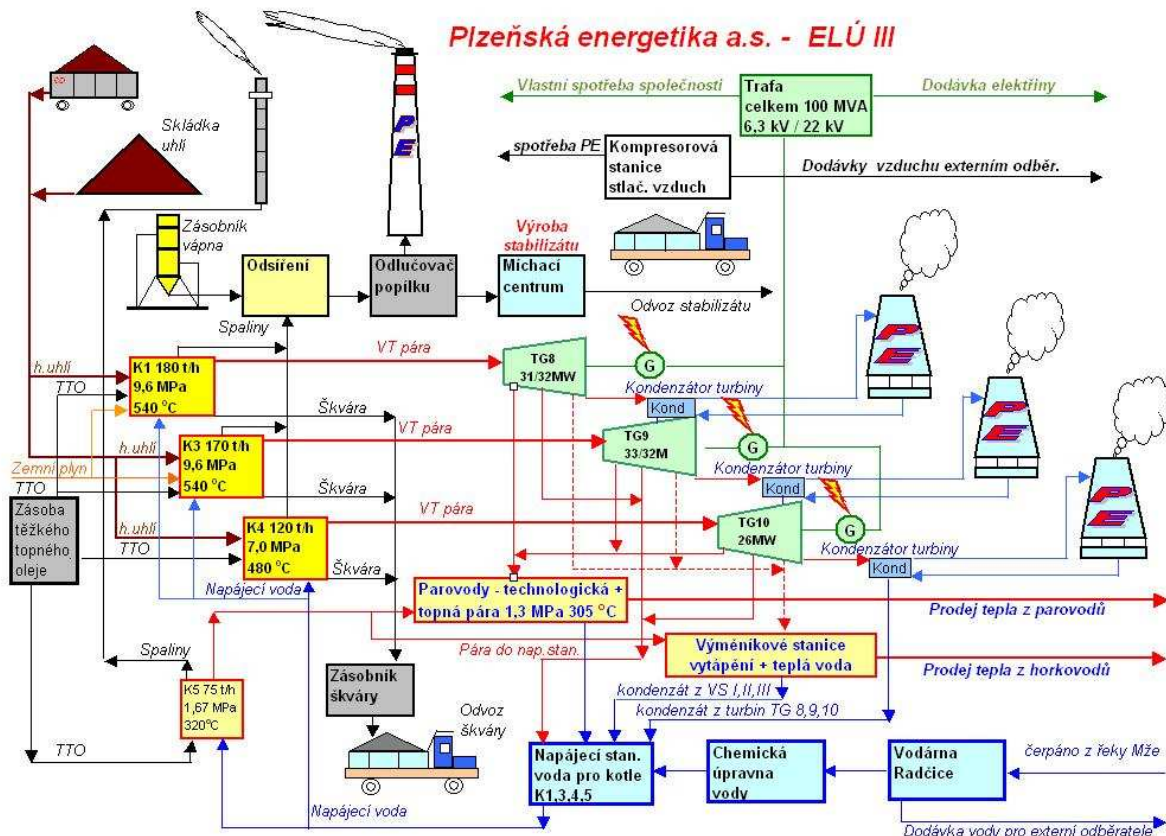 Plzeňská energetika a.s. - ELÚ III
Vlastní spotřeba společnosti
Trafa
celkem 100 MVA
6,3 kV / 22 kV
Dodávka elektřiny
Skládka
uhlí
spotřeba PE
Kompresorová
stanice
stlač. vzduch
Dodávky vzduchu externím odběr.
PE
Zásobník
vápna
Výroba
stabilizátu
Odsíření
Odlučovač
popílku
Míchací
centrum
Odvoz stabilizátu
Spaliny
h.uhlí
TTO
K1 180 t/h
9,6 MPa
540 °C
VT pára
TG8
31/32MW
G
Kondenzátor turbiny
Kond
PE
Škvára
h.uhlí
Zemní plyn
TTO
K3 170 t/h
9,6 MPa
540 °C
VT pára
TG9
33/32M
G
Kondenzátor turbiny
Kond
PE
Škvára
Zásoba
těžkého
topného
oleje
h.uhlí
TTO
K4 120 t/h
7,0 MPa
480 °C
VT pára
TG10
26MW
G
Kondenzátor turbiny
Kond
PE
Škvára
Napájecí voda
Parovody - technologická +
topná pára 1,3 MPa 305 °C
Prodej tepla z parovodů
Spaliny
Pára do nap.stan.
Výměníkové stanice
vytápění + teplá voda
Prodej tepla z horkovodů
K5 75 t/h
1,67 MPa
320°C
Zásobník
škváry
kondenzát z VS I,II,III
kondenzát z turbin TG 8,9,10
Odvoz
škváry
TTO
Napájecí stan.
voda pro kotle
K1,3,4,5
Chemická
úpravna
vody
Vodárna
Radčice
čerpáno z řeky Mže
Napájecí voda
Dodávka vody pro externí odběratele